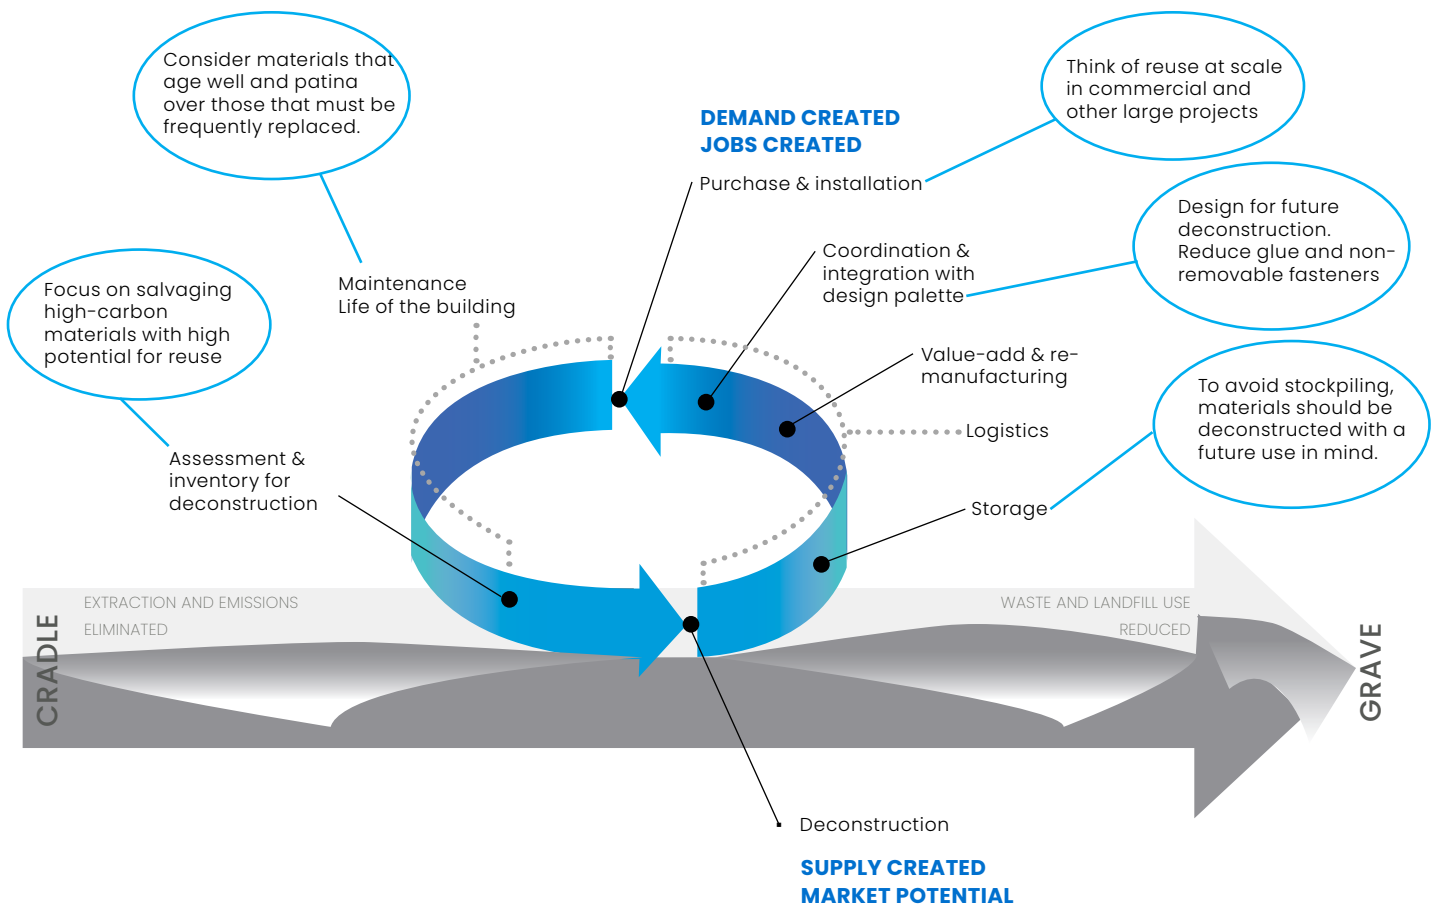 Consider materials that
age well and patina
over those that must be
frequently replaced.
Think of reuse at scale
in commercial and
other large projects
DEMAND CREATED
JOBS CREATED
Purchase & installation
Design for future
deconstruction.
Reduce glue and non-
removable fasteners
Coordination &
integration with
design palette
Focus on salvaging
high-carbon
materials with high
potential for reuse
Maintenance
Life of the building
Value-add & re-
manufacturing
To avoid stockpiling,
materials should be
deconstructed with a
future use in mind.
Logistics
Assessment &
inventory for
deconstruction
Storage
EXTRACTION AND EMISSIONS
ELIMINATED
WASTE AND LANDFILL USE
REDUCED
CRADLE
GRAVE
Deconstruction
SUPPLY CREATED
MARKET POTENTIAL